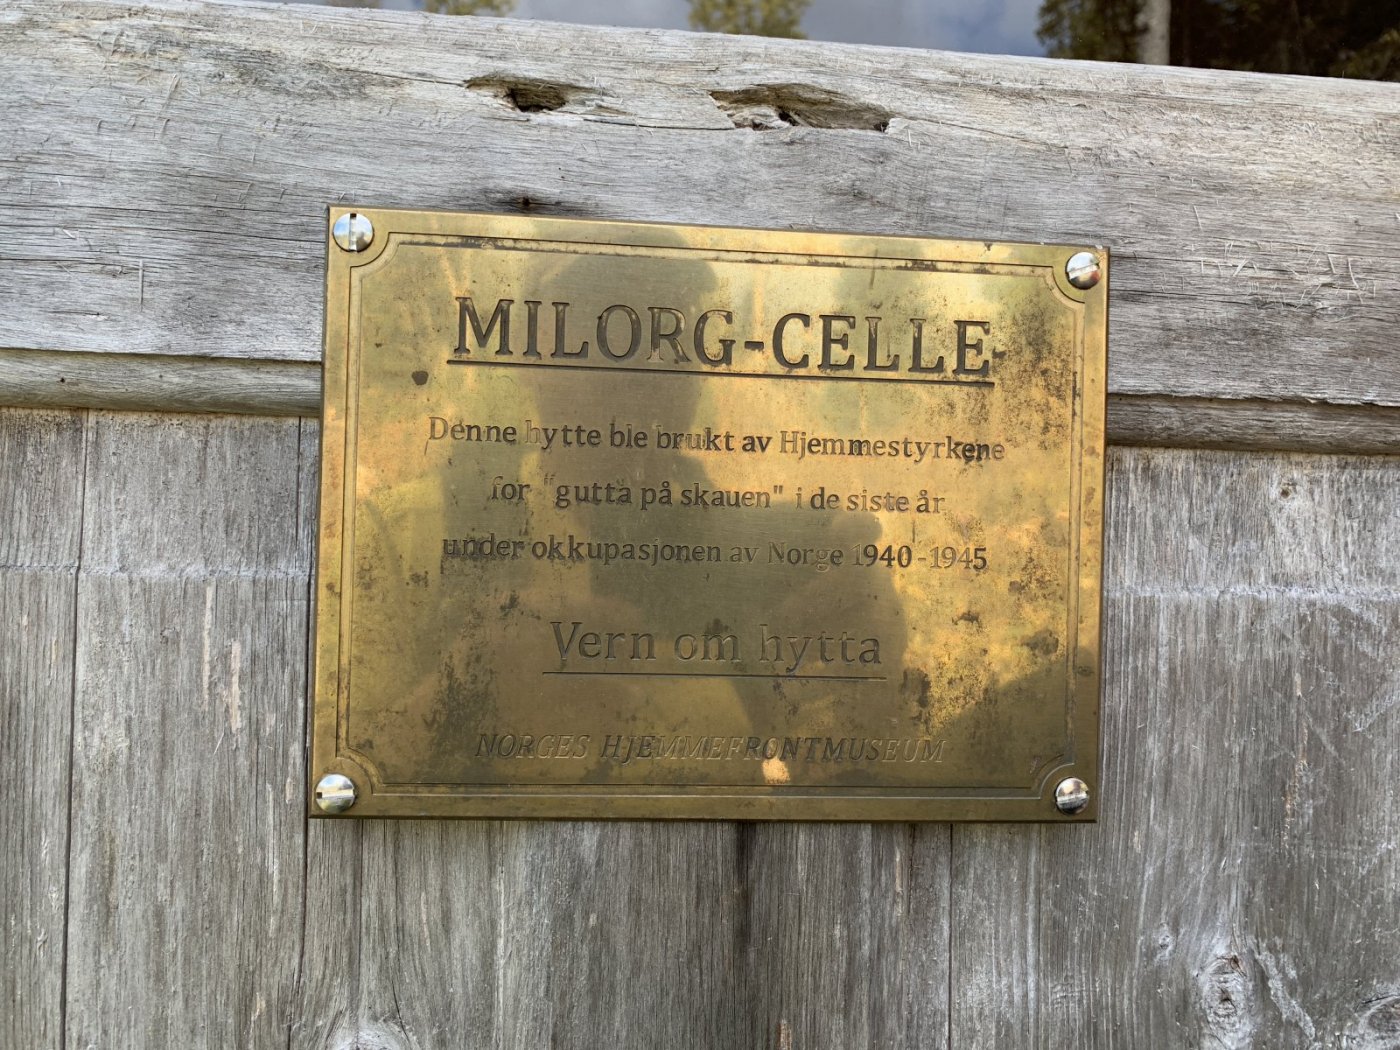 MILORG-CELLE
Denne hytte ble brukt av Hjemmestyrkene
for "gutta på skauen" i de siste år
under okkupasjonen av Norge 1940-1945
Vern om hytta
NORGES HJEMMEFRONTMUSEUM